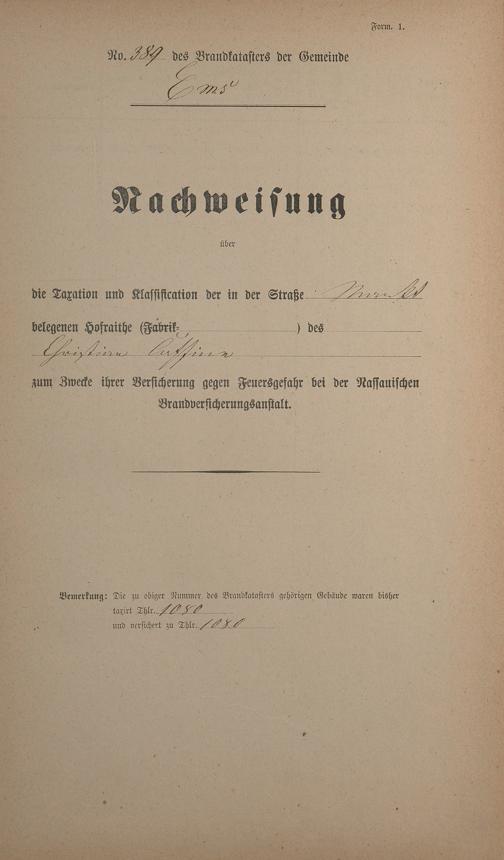 Form. 1.
No. 389 des Brandkatasters der Gemeinde
Ems
Nachweisung
über
die Taxation und Klassifikation der in der Straße Markt
belegenen Hofraithe (Fabrik- ) des
Christian
zum Zwecke ihrer Versicherung gegen Feuersgefahr bei der Nassauischen
Brandversicherungsanstalt.
Bemerkung: Die zu obiger Nummer des Brandkatasters gehörigen Gebäude waren bisher
taxirt Thlr. 1080
und versichert zu Thlr. 1080